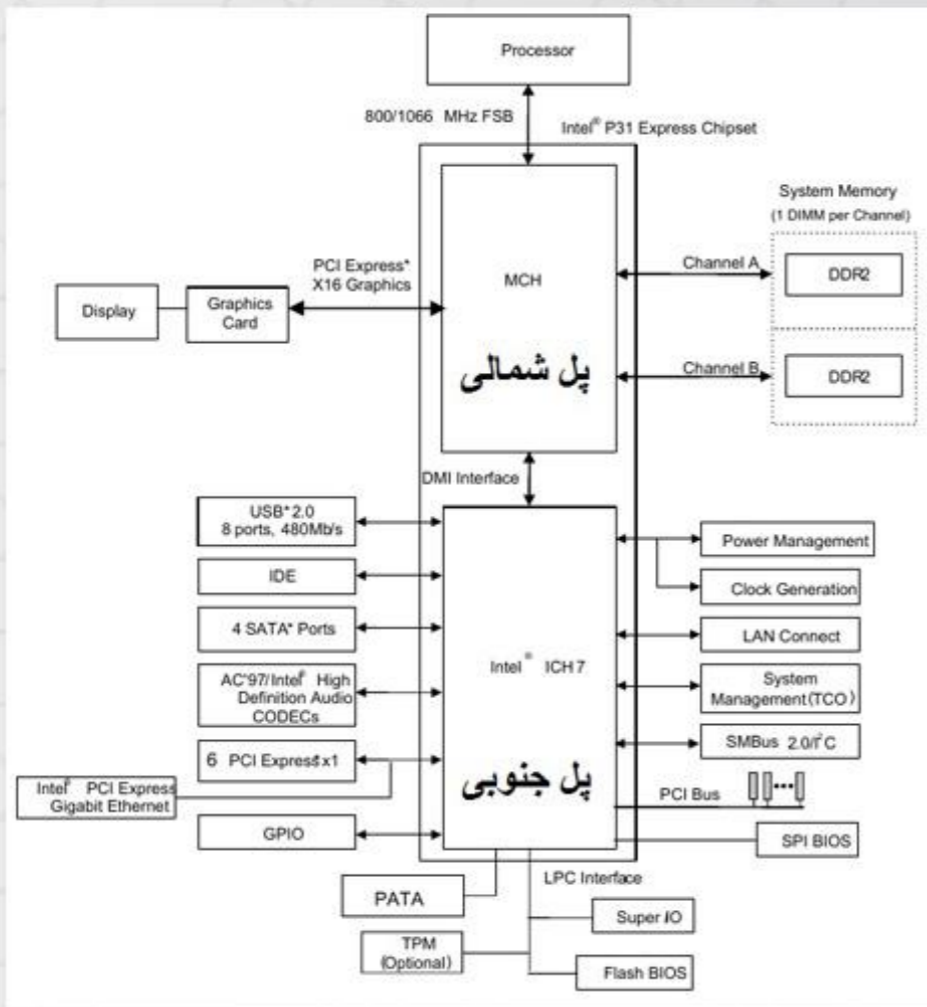 Processor
800/1066 MHz FSB
Intel® P31 Express Chipset
System Memory
(1 DIMM per Channel)
PCI Express*
X16 Graphics
MCH
Channel A
DDR2
Display
Graphics
Card
پل شمالی
Channel B
DDR2
DMI Interface
USB* 2.0
8 ports, 480Mb/s
Power Management
IDE
Clock Generation
4 SATA* Ports
LAN Connect
Intel® ICH 7
AC'97/Intel® High
Definition Audio
CODECs
System
Management (TCO)
6 PCI Express* x1
SMBus 2.0/I²C
Intel® PCI Express
Gigabit Ethernet
پل جنوبی
PCI Bus
GPIO
SPI BIOS
LPC Interface
PATA
Super IO
TPM
(Optional)
Flash BIOS